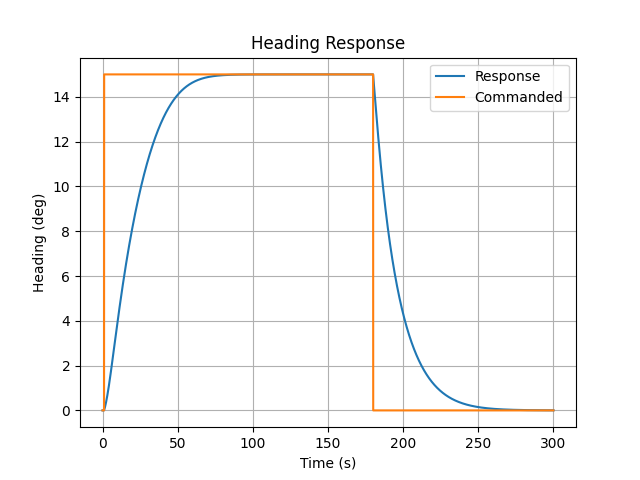 Heading Response
Response
Commanded
14
12
10
8
6
4
2
0
Heading (deg)
0 50 100 150 200 250 300
Time (s)